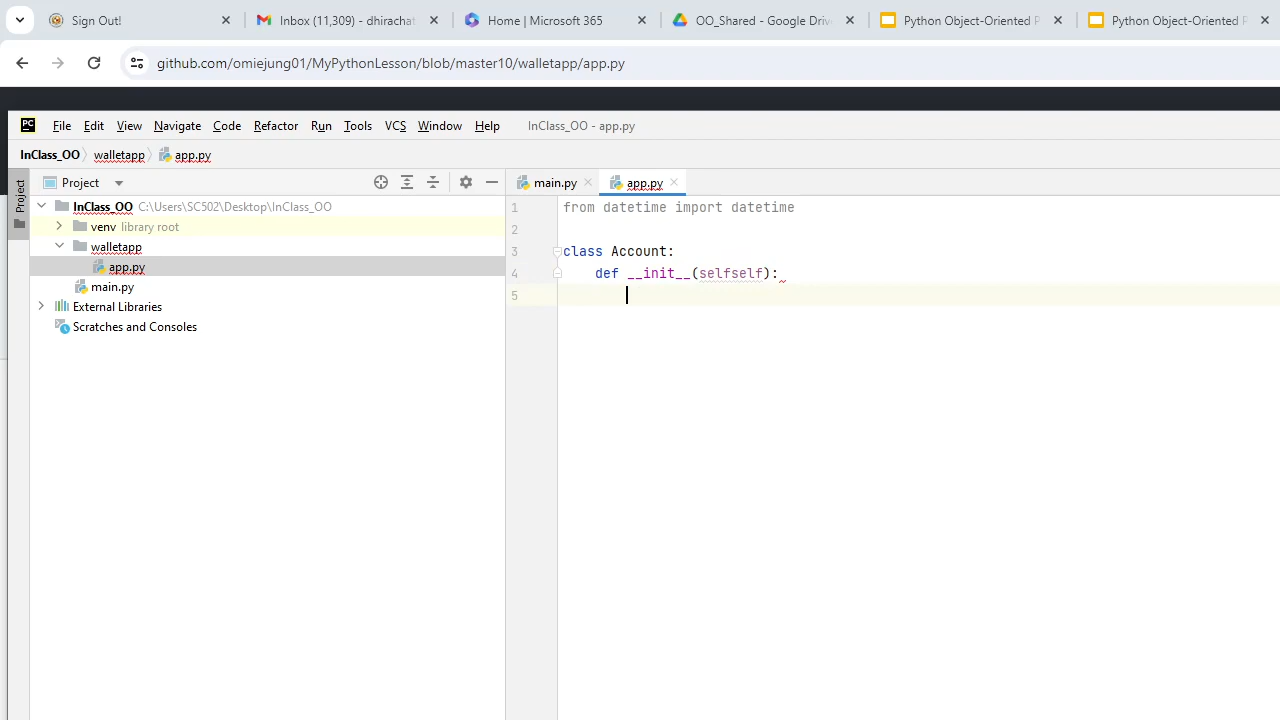 Sign Out!
Inbox (11,309) - dhiradat
Home | Microsoft 365
OO_Shared - Google Driv
Python Object-Oriented P
Python Object-Oriented P
github.com/omiejung01/MyPythonLesson/blob/master10/walletapp/app.py
PC File Edit View Navigate Code Refactor Run Tools VCS Window Help InClass_OO - app.py
InClass_OO walletapp app.py
Project
Project
main.py
app.py
InClass_OO C:\Users\SC502\Desktop\InClass_OO
venv library root
walletapp
app.py
main.py
External Libraries
Scratches and Consoles
1 from datetime import datetime
2
3 class Account:
4 def __init__(selfself):
5